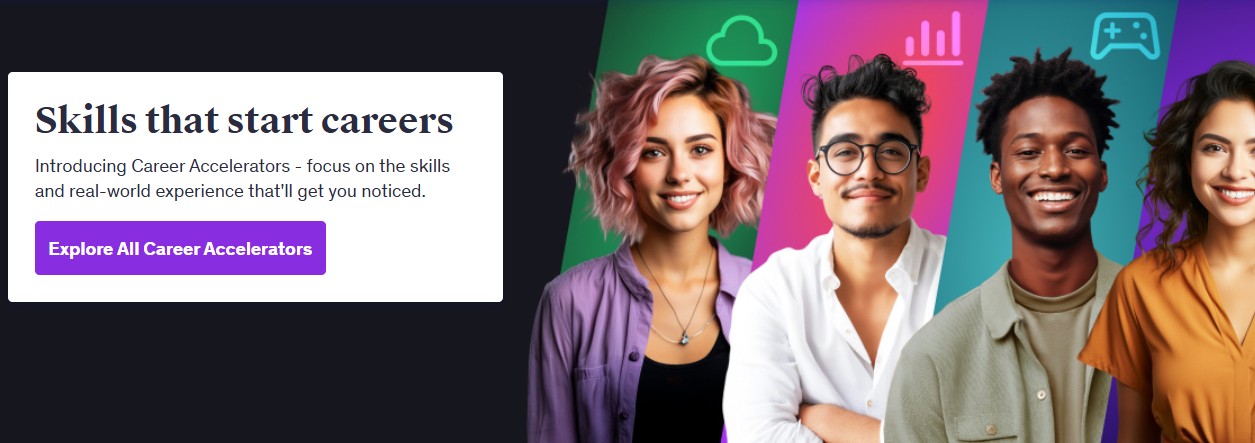 Skills that start careers
Introducing Career Accelerators - focus on the skills
and real-world experience that'll get you noticed.
Explore All Career Accelerators